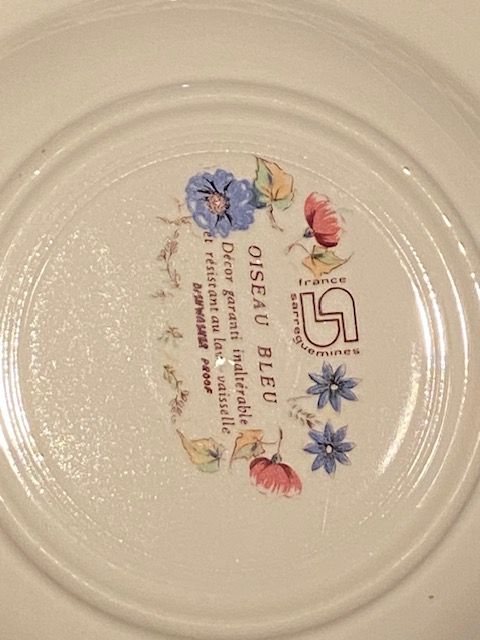 france
sarreguemines
OISEAU BLEU
Décor garanti inaltérable
et résistant au lave vaisselle
DISHWASHER PROOF